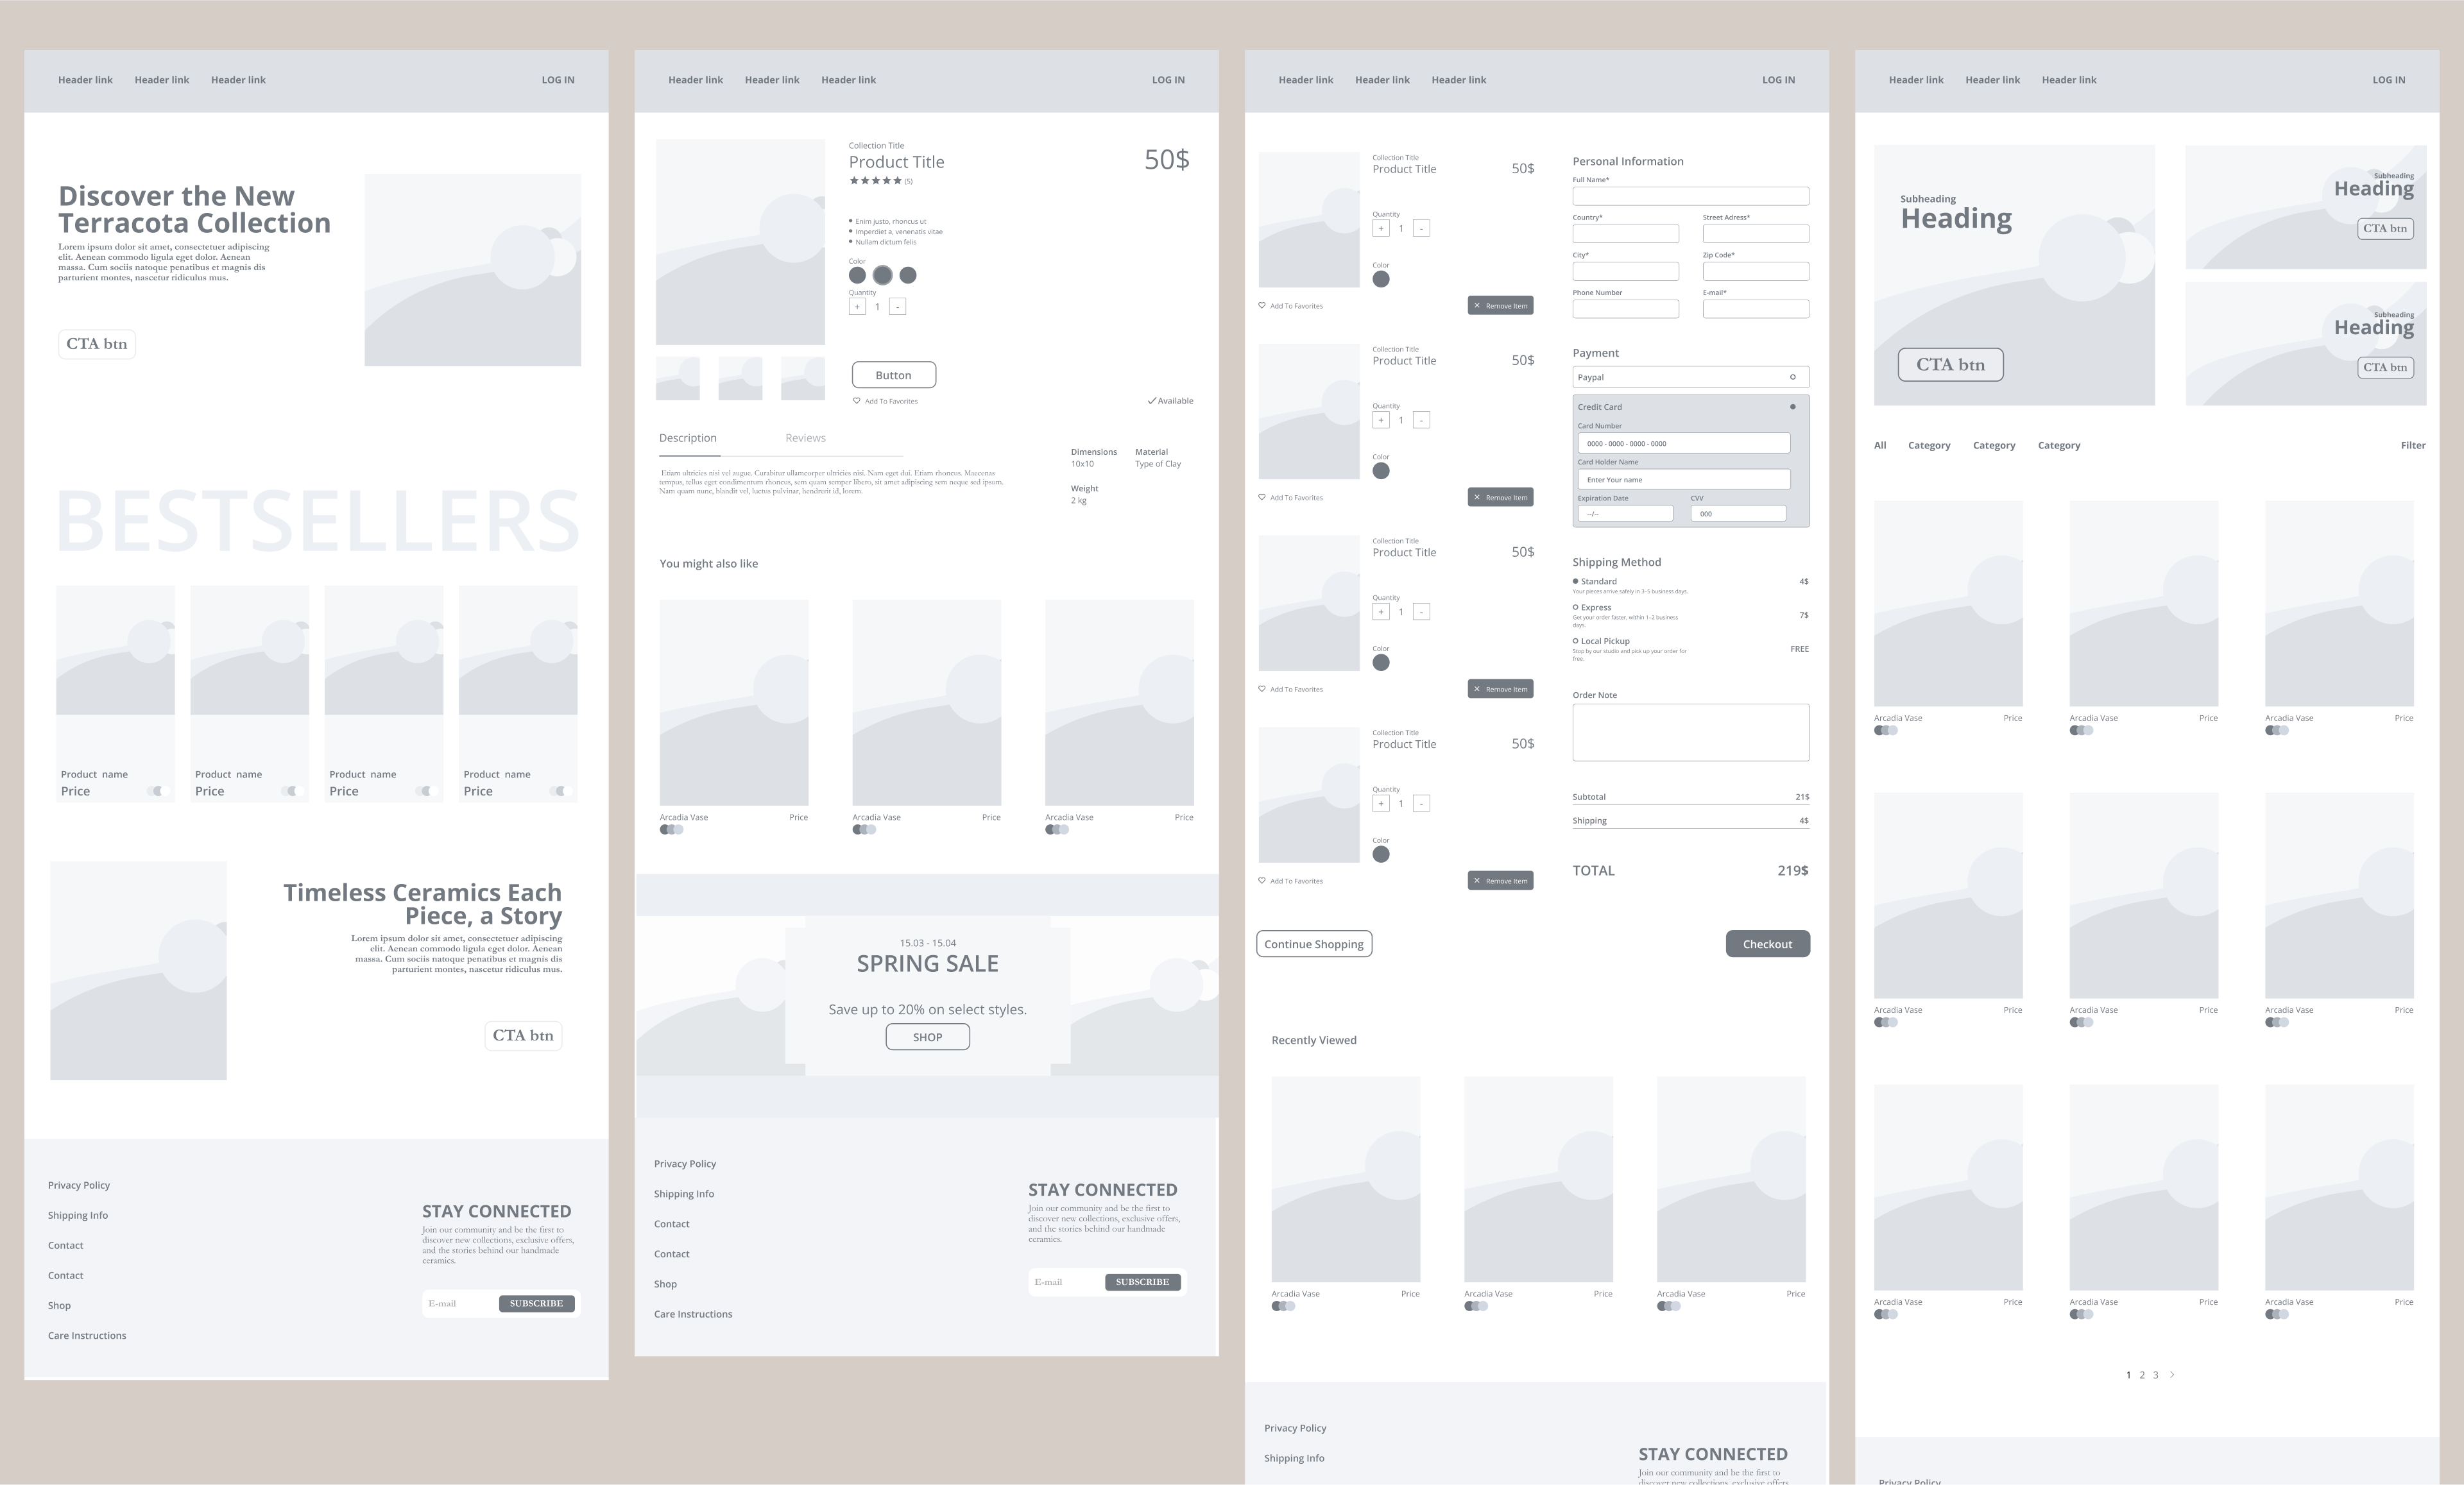 Header link Header link Header link LOG IN
Discover the New
Terracota Collection
Lorem ipsum dolor sit amet, consectetuer adipiscing
elit. Aenean commodo ligula eget dolor. Aenean
massa. Cum sociis natoque penatibus et magnis dis
parturient montes, nascetur ridiculus mus.
CTA btn
BESTSELLERS
Product name Product name Product name Product name
Price Price Price Price
Timeless Ceramics Each
Piece, a Story
Lorem ipsum dolor sit amet, consectetuer adipiscing
elit. Aenean commodo ligula eget dolor. Aenean
massa. Cum sociis natoque penatibus et magnis dis
parturient montes, nascetur ridiculus mus.
CTA btn
Privacy Policy
Shipping Info
Contact
Contact
Shop
Care Instructions
STAY CONNECTED
Join our community and be the first to
discover new collections, exclusive offers,
and the stories behind our handmade
ceramics.
E-mail SUBSCRIBE
Header link Header link Header link LOG IN
Collection Title
Product Title 50$
(5)
Enim justo, rhoncus ut
Imperdiet a, venenatis vitae
Nullam dictum felis
Color
Quantity
+ 1 -
Button
Add To Favorites Available
Description Reviews
Etiam ultricies nisi vel augue. Curabitur ullamcorper ultricies nisi. Nam eget dui. Etiam rhoncus. Maecenas
tempus, tellus eget condimentum rhoncus, sem quam semper libero, sit amet adipiscing sem neque sed ipsum.
Nam quam nunc, blandit vel, luctus pulvinar, hendrerit id, lorem.
Dimensions Material
10x10 Type of Clay
Weight
2 kg
You might also like
Arcadia Vase Price Arcadia Vase Price Arcadia Vase Price
15.03 - 15.04
SPRING SALE
Save up to 20% on select styles.
SHOP
Privacy Policy
Shipping Info
Contact
Contact
Shop
Care Instructions
STAY CONNECTED
Join our community and be the first to
discover new collections, exclusive offers,
and the stories behind our handmade
ceramics.
E-mail SUBSCRIBE
Header link Header link Header link LOG IN
Collection Title
Product Title 50$
Quantity
+ 1 -
Color
Add To Favorites × Remove Item
Collection Title
Product Title 50$
Quantity
+ 1 -
Color
Add To Favorites × Remove Item
Collection Title
Product Title 50$
Quantity
+ 1 -
Color
Add To Favorites × Remove Item
Collection Title
Product Title 50$
Quantity
+ 1 -
Color
Add To Favorites × Remove Item
Personal Information
Full Name*
Country* Street Adress*
City* Zip Code*
Phone Number E-mail*
Payment
Paypal
Credit Card
Card Number
0000 - 0000 - 0000 - 0000
Card Holder Name
Enter Your name
Expiration Date CVV
--/-- 000
Shipping Method
Standard 4$
Your pieces arrive safely in 3–5 business days.
Express 7$
Get your order faster, within 1–2 business
days.
Local Pickup FREE
Stop by our studio and pick up your order for
free.
Order Note
Subtotal 21$
Shipping 4$
TOTAL 219$
Continue Shopping Checkout
Recently Viewed
Arcadia Vase Price Arcadia Vase Price Arcadia Vase Price
Privacy Policy
Shipping Info
STAY CONNECTED
Join our community and be the first to
discover new collections, exclusive offers,
Header link Header link Header link LOG IN
Subheading
Heading
CTA btn
Subheading
Heading
CTA btn
Subheading
Heading
CTA btn
All Category Category Category Filter
Arcadia Vase Price Arcadia Vase Price Arcadia Vase Price
Arcadia Vase Price Arcadia Vase Price Arcadia Vase Price
Arcadia Vase Price Arcadia Vase Price Arcadia Vase Price
1 2 3 >
Privacy Policy